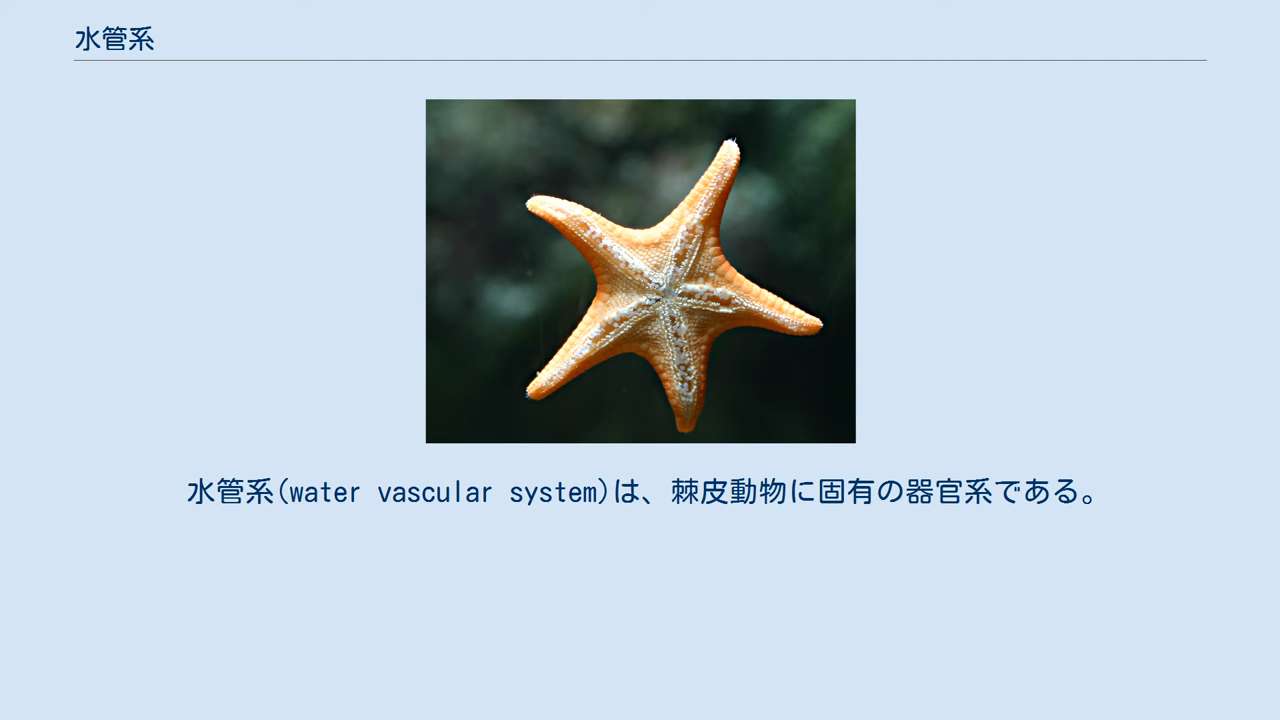 水管系
水管系(water vascular system)は、棘皮動物に固有の器官系である。